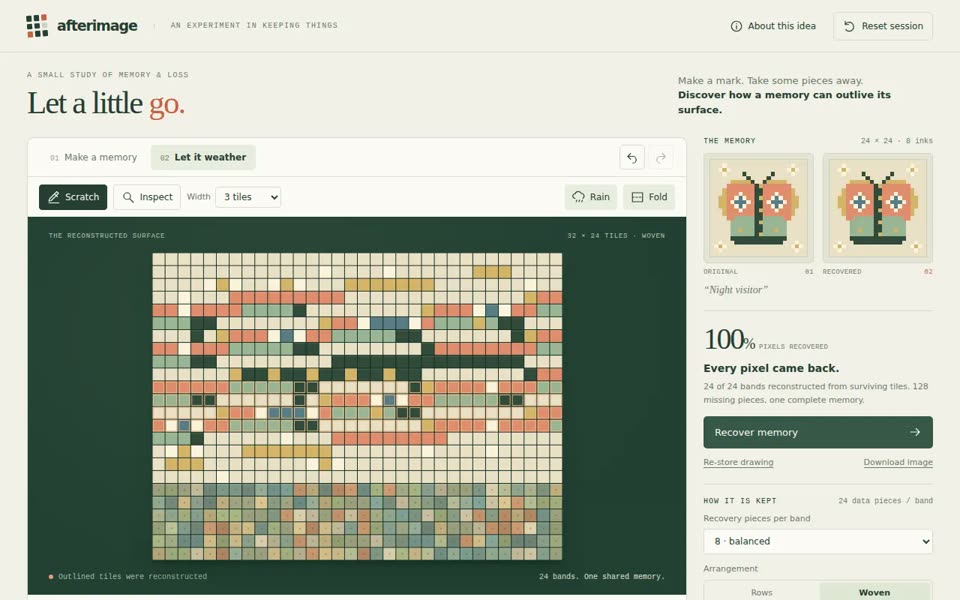 afterimage
AN EXPERIMENT IN KEEPING THINGS
About this idea
Reset session
A SMALL STUDY OF MEMORY & LOSS
Let a little go.
Make a mark. Take some pieces away.
Discover how a memory can outlive its
surface.
01 Make a memory
02 Let it weather
Scratch
Inspect
Width 3 tiles
Rain
Fold
THE RECONSTRUCTED SURFACE
32 × 24 TILES · WOVEN
Outlined tiles were reconstructed
24 bands. One shared memory.
THE MEMORY
24 × 24 · 8 inks
ORIGINAL 01
RECOVERED 02
“Night visitor”
100% PIXELS RECOVERED
Every pixel came back.
24 of 24 bands reconstructed from surviving tiles. 128
missing pieces, one complete memory.
Recover memory
Re-store drawing
Download image
HOW IT IS KEPT
24 data pieces / band
Recovery pieces per band
8 · balanced
Arrangement
Rows
Woven